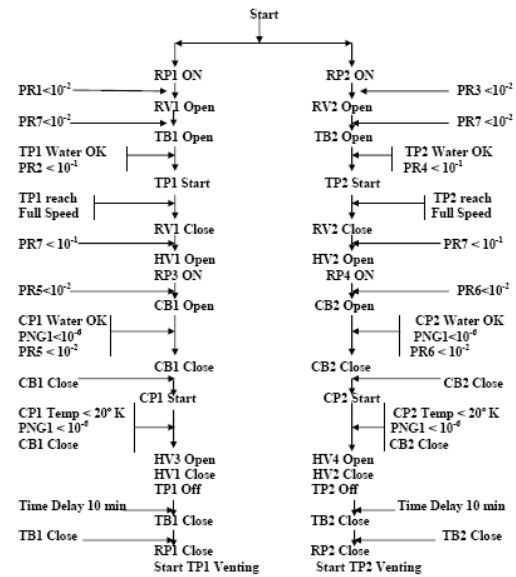 Start
RP1 ON RP2 ON
PR1<10⁻² PR3 <10⁻²
RV1 Open RV2 Open
PR7<10⁻² PR7 <10⁻²
TB1 Open TB2 Open
TP1 Water OK TP2 Water OK
PR2 < 10⁻¹ PR4 <10⁻¹
TP1 Start TP2 Start
TP1 reach TP2 reach
Full Speed Full Speed
RV1 Close RV2 Close
PR7 <10⁻¹ PR7 < 10⁻¹
HV1 Open HV2 Open
RP3 ON RP4 ON
PR5<10⁻² PR6<10⁻²
CB1 Open CB2 Open
CP1 Water OK CP2 Water OK
PNG1<10⁻⁶ PNG1<10⁻⁶
PR5 < 10⁻² PR6 < 10⁻²
CB1 Close CB2 Close
CB1 Close CB2 Close
CP1 Start CP2 Start
CP1 Temp < 20º K CP2 Temp < 20º K
PNG1 < 10⁻⁶ PNG1 < 10⁻⁶
CB1 Close CB2 Close
HV3 Open HV4 Open
HV1 Close HV2 Close
TP1 Off TP2 Off
Time Delay 10 min Time Delay 10 min
TB1 Close TB2 Close
TB1 Close TB2 Close
RP1 Close RP2 Close
Start TP1 Venting Start TP2 Venting